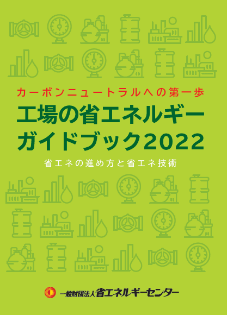 カーボンニュートラルへの第一歩
工場の省エネルギー
ガイドブック2022
省エネの進め方と省エネ技術
一般財団法人省エネルギーセンター